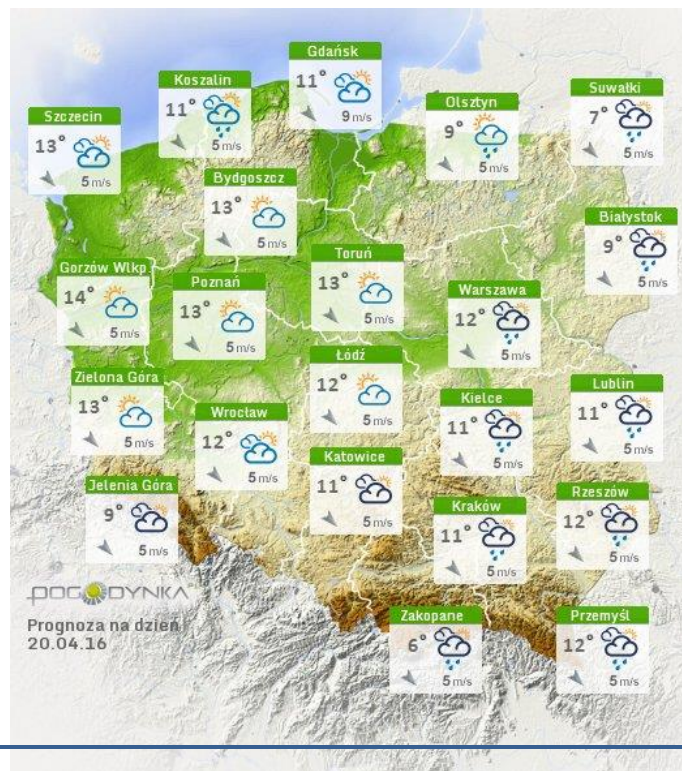 Gdańsk
11°
9 m/s
Koszalin
11°
5 m/s
Suwałki
7°
5 m/s
Olsztyn
9°
5 m/s
Szczecin
13°
5 m/s
Bydgoszcz
13°
5 m/s
Białystok
9°
5 m/s
Toruń
13°
5 m/s
Gorzów Wlkp
14°
5 m/s
Poznań
13°
5 m/s
Warszawa
12°
5 m/s
Łódź
12°
5 m/s
Zielona Góra
13°
5 m/s
Lublin
11°
5 m/s
Kielce
11°
5 m/s
Wrocław
12°
5 m/s
Katowice
11°
5 m/s
Jelenia Góra
9°
5 m/s
Rzeszów
12°
5 m/s
Kraków
11°
5 m/s
POGODYNKA
Prognoza na dzień
20.04.16
Zakopane
6°
5 m/s
Przemyśl
12°
5 m/s